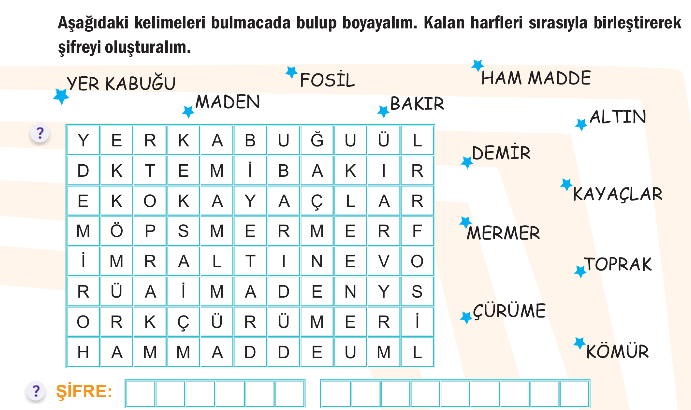 Aşağıdaki kelimeleri bulmacada bulup boyayalım. Kalan harfleri sırasıyla birleştirerek
şifreyi oluşturalım.
YER KABUĞU
FOSİL
HAM MADDE
MADEN
BAKIR
ALTIN
DEMİR
KAYAÇLAR
MERMER
TOPRAK
ÇÜRÜME
KÖMÜR
?
Y E R K A B U Ğ U Ü L
D K T E M İ B A K I R
E K O K A Y A Ç L A R
M Ö P S M E R M E R F
İ M R A L T I N E V O
R Ü A İ M A D E N Y S
O R K Ç Ü R Ü M E R İ
H A M M A D D E U M L
? ŞİFRE: